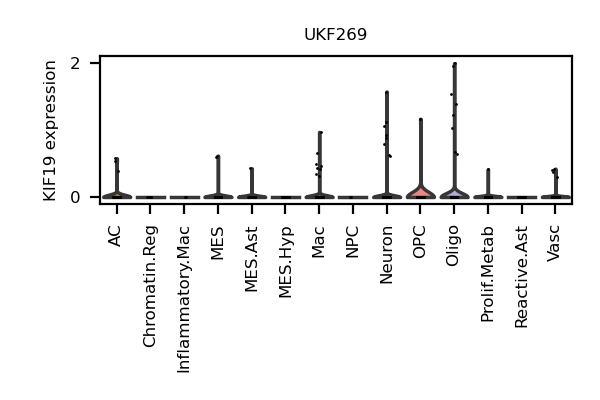 UKF269
KIF19 expression
2
0
AC
Chromatin.Reg
Inflammatory.Mac
MES
MES.Ast
MES.Hyp
Mac
NPC
Neuron
OPC
Oligo
Prolif.Metab
Reactive.Ast
Vasc